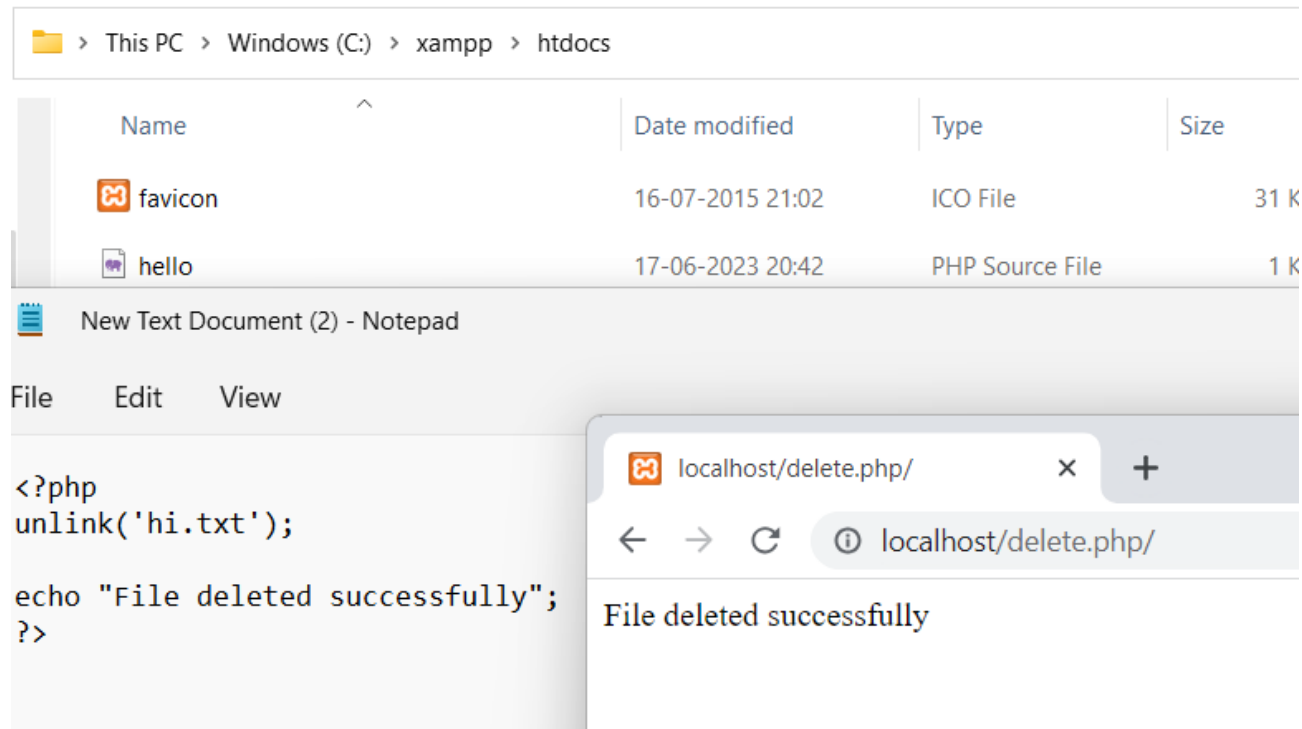 This PC > Windows (C:) > xampp > htdocs
Name Date modified Type Size
favicon 16-07-2015 21:02 ICO File 31 K
hello 17-06-2023 20:42 PHP Source File 1 K
New Text Document (2) - Notepad
File Edit View
<?php
unlink('hi.txt');
echo "File deleted successfully";
?>
localhost/delete.php/
localhost/delete.php/
File deleted successfully